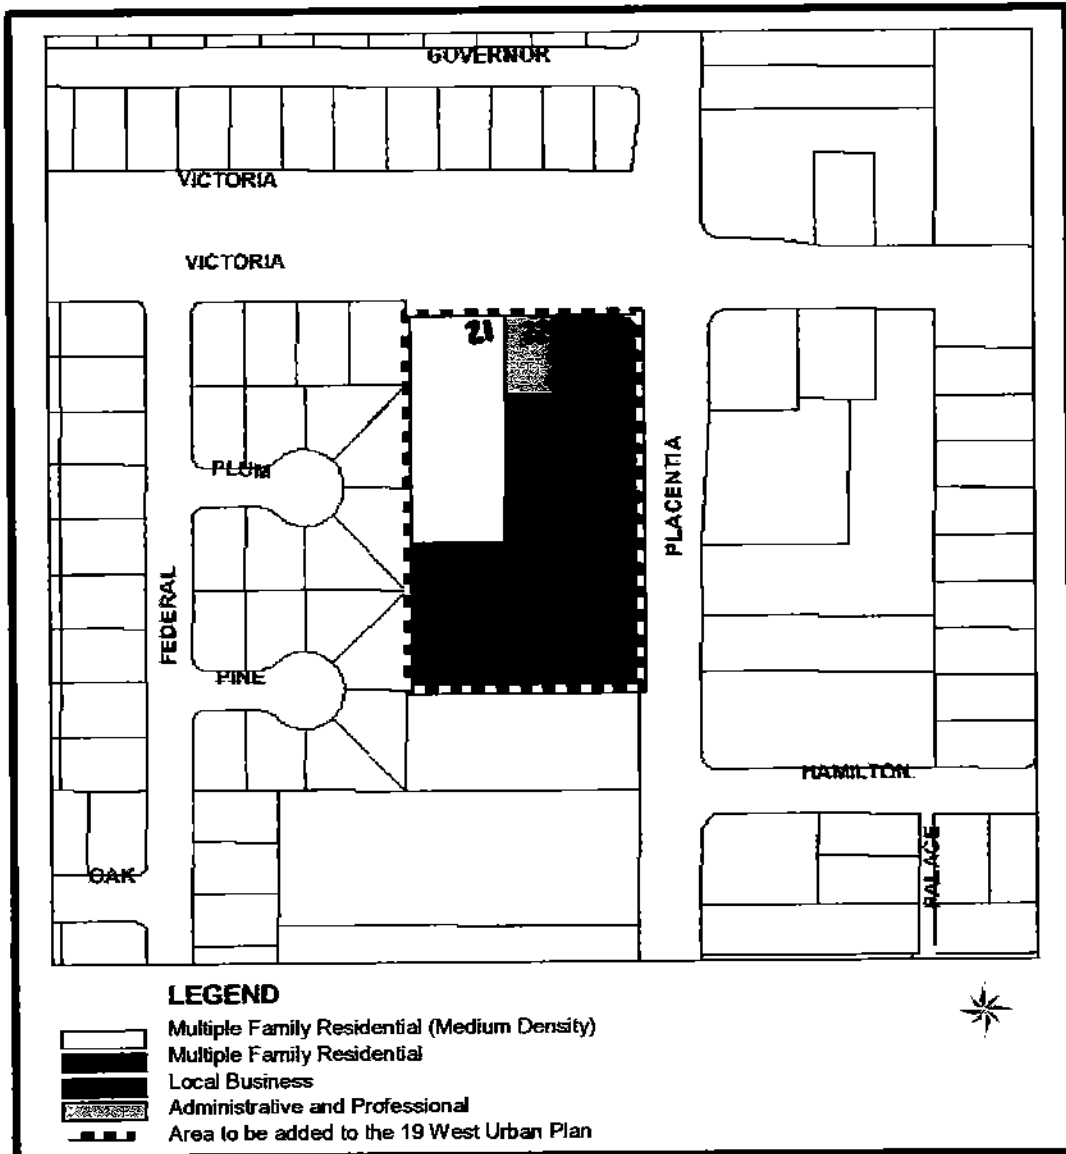 GOVERNOR
VICTORIA
VICTORIA
21
PLUM
PLACENTIA
FEDERAL
PINE
HAMILTON
PALACE
OAK
LEGEND
Multiple Family Residential (Medium Density)
Multiple Family Residential
Local Business
Administrative and Professional
Area to be added to the 19 West Urban Plan